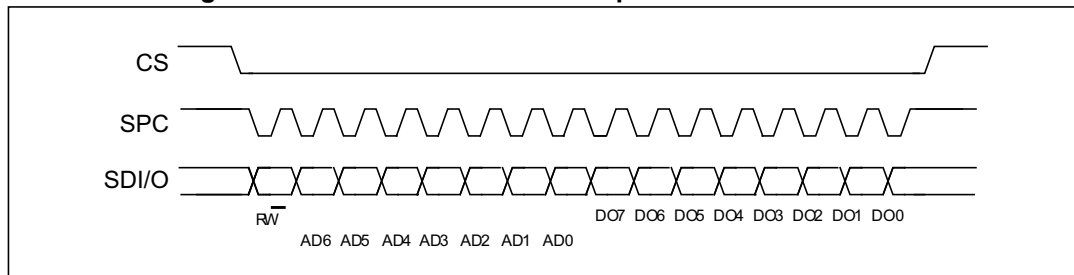 CS
SPC
SDI/O
RW
DO7 DO6 DO5 DO4 DO3 DO2 DO1 DO0
AD6 AD5 AD4 AD3 AD2 AD1 AD0